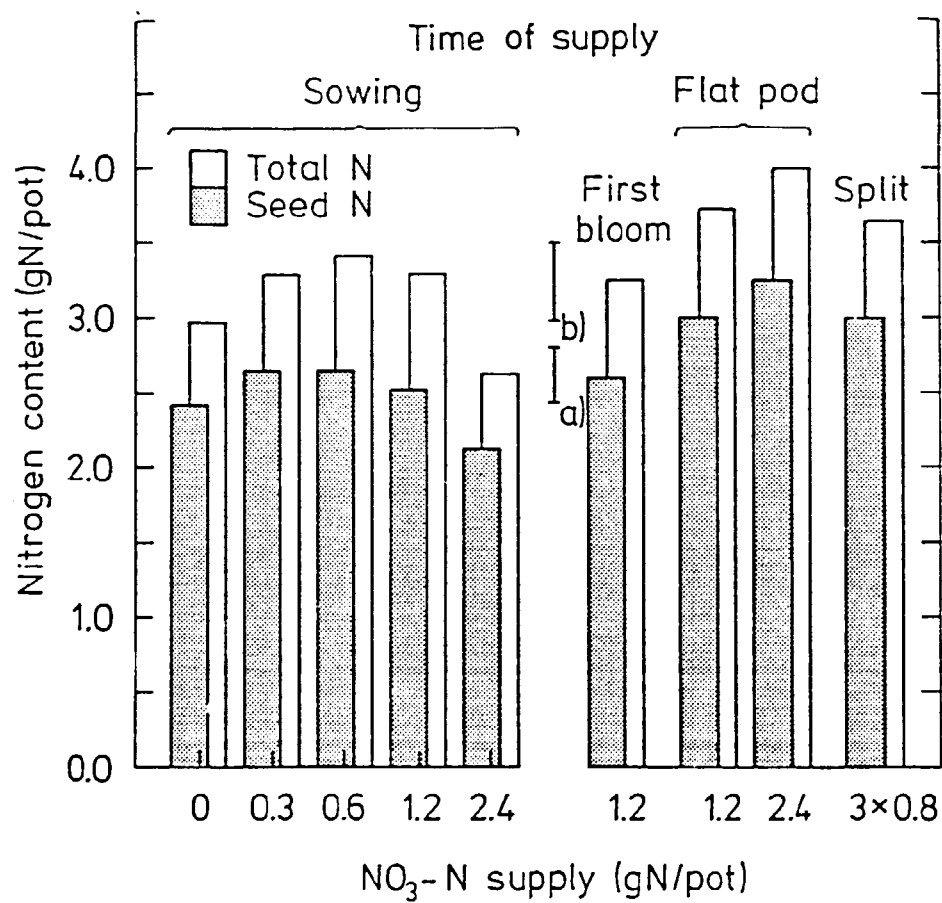 Time of supply
Sowing
Flat pod
Total N
Seed N
First
bloom
Split
b)
a)
4.0
3.0
2.0
1.0
0.0
Nitrogen content (gN/pot)
0 0.3 0.6 1.2 2.4 1.2 1.2 2.4 3×0.8
NO₃-N supply (gN/pot)